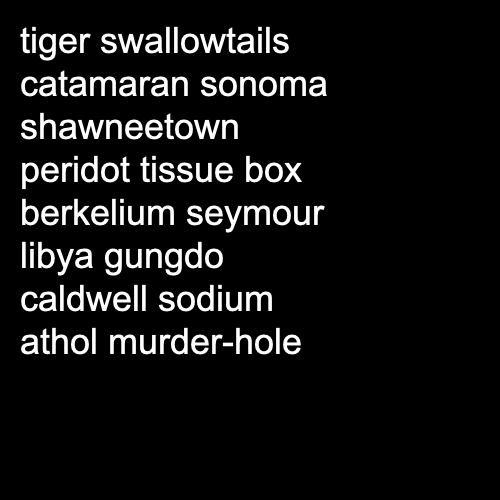 tiger swallowtails
catamaran sonoma
shawneetown
peridot tissue box
berkelium seymour
libya gungdo
caldwell sodium
athol murder-hole